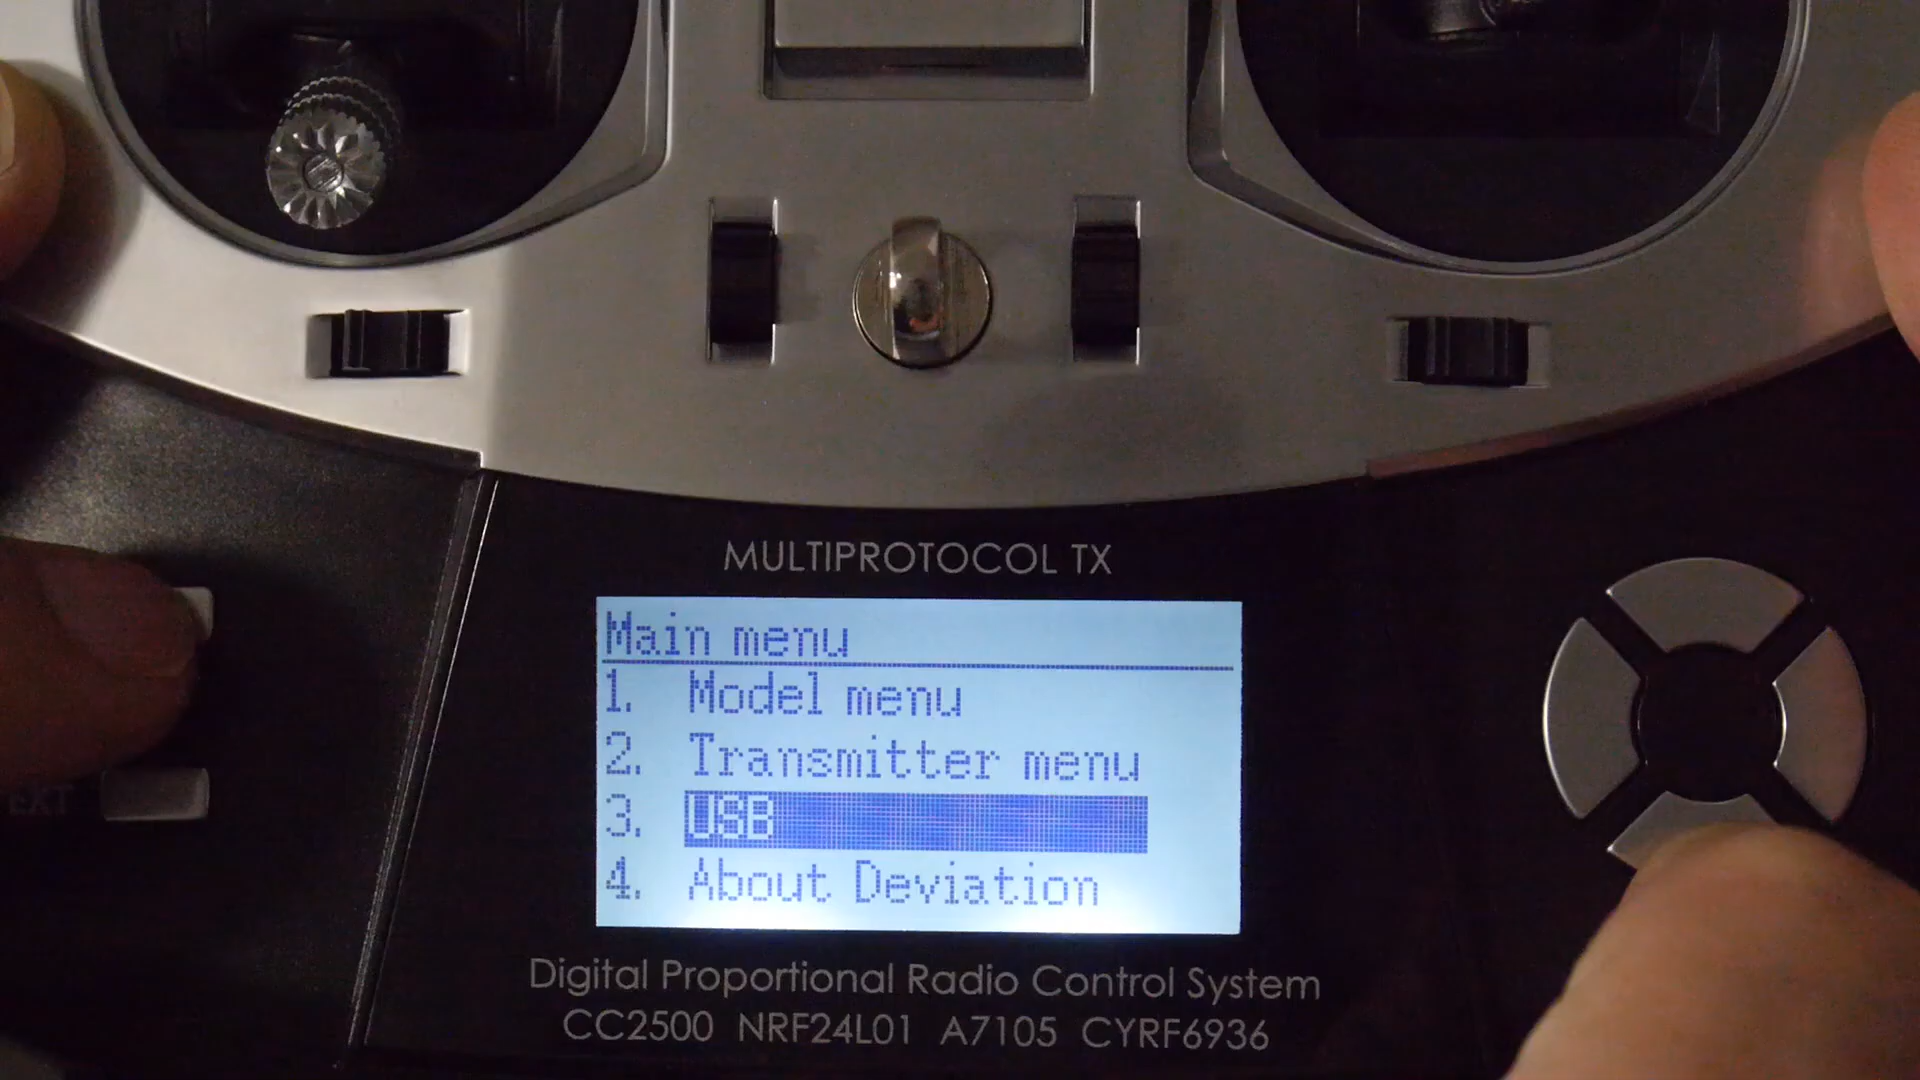 MULTIPROTOCOL TX
Main menu
1. Model menu
2. Transmitter menu
3. USB
4. About Deviation
EXT
Digital Proportional Radio Control System
CC2500 NRF24L01 A7105 CYRF6936